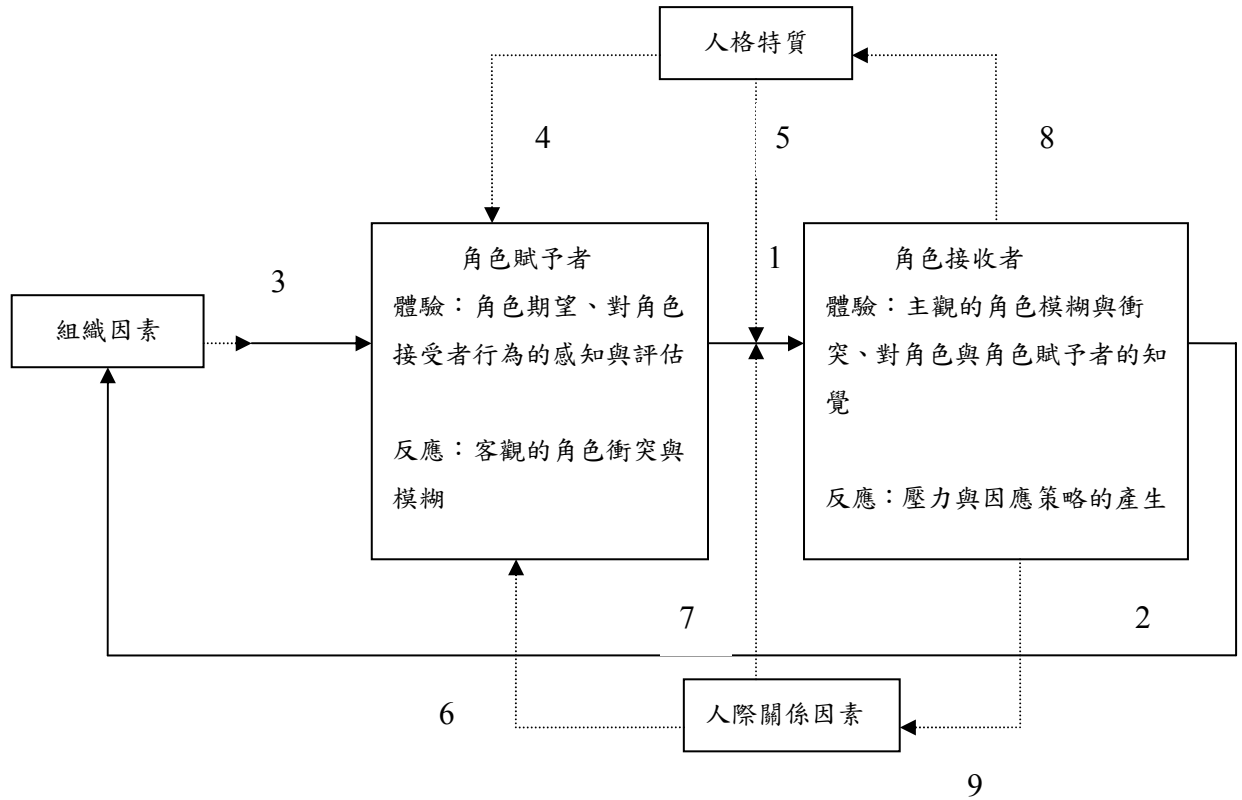 人格特質
4
5
8
角色賦予者
體驗：角色期望、對角色
接受者行為的感知與評估
反應：客觀的角色衝突與
模糊
1
角色接收者
體驗：主觀的角色模糊與衝
突、對角色與角色賦予者的知
覺
反應：壓力與因應策略的產生
3
組織因素
7
2
6
人際關係因素
9